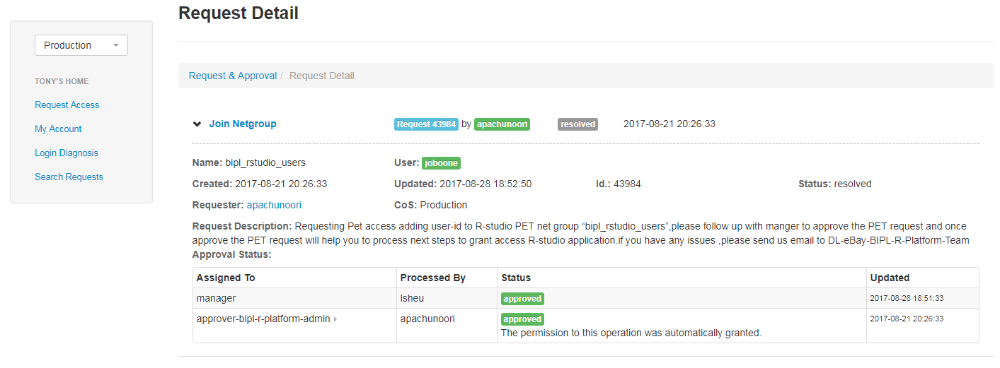 Request Detail
Production
TONY'S HOME
Request Access
My Account
Login Diagnosis
Search Requests
Request & Approval / Request Detail
Join Netgroup Request 43984 by apachunoori resolved 2017-08-21 20:26:33
Name: bipl_rstudio_users User: joboone
Created: 2017-08-21 20:26:33 Updated: 2017-08-28 18:52:50 Id.: 43984 Status: resolved
Requester: apachunoori CoS: Production
Request Description: Requesting Pet access adding user-id to R-studio PET net group “bipl_rstudio_users”,please follow up with manger to approve the PET request and once
approve the PET request will help you to process next steps to grant access R-studio application.if you have any issues ,please send us email to DL-eBay-BIPL-R-Platform-Team
Approval Status:
Assigned To Processed By Status Updated
manager lsheu approved 2017-08-28 18:51:33
approver-bipl-r-platform-admin apachunoori approved 2017-08-21 20:26:33
The permission to this operation was automatically granted.